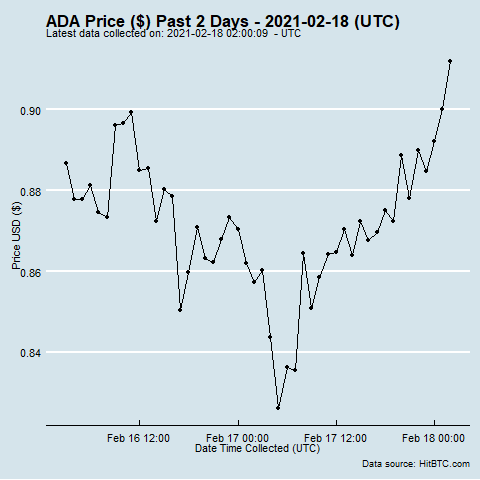 ADA Price ($) Past 2 Days - 2021-02-18 (UTC)
Latest data collected on: 2021-02-18 02:00:09 - UTC
0.90
0.88
0.86
0.84
Price USD ($)
Feb 16 12:00
Feb 17 00:00
Feb 17 12:00
Feb 18 00:00
Date Time Collected (UTC)
Data source: HitBTC.com